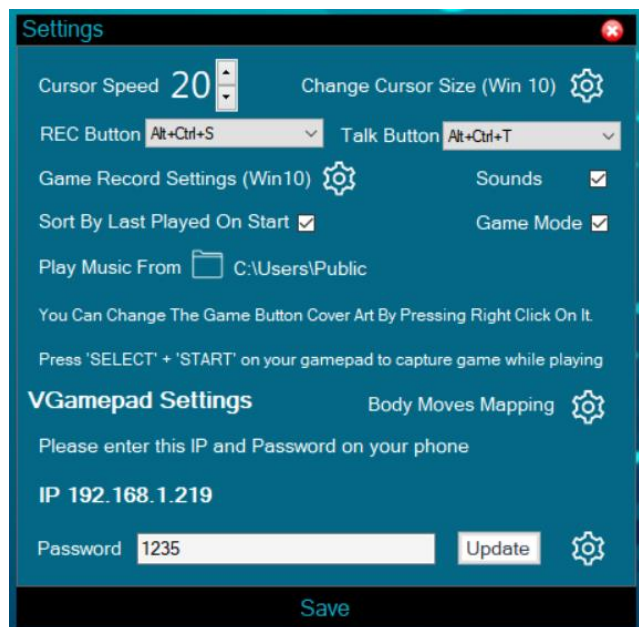 Settings
Cursor Speed 20 Change Cursor Size (Win 10)
REC Button Alt+Ctrl+S Talk Button Alt+Ctrl+T
Game Record Settings (Win10) Sounds
Sort By Last Played On Start Game Mode
Play Music From C:\Users\Public
You Can Change The Game Button Cover Art By Pressing Right Click On It.
Press 'SELECT' + 'START' on your gamepad to capture game while playing
VGamepad Settings Body Moves Mapping
Please enter this IP and Password on your phone
IP 192.168.1.219
Password 1235 Update
Save